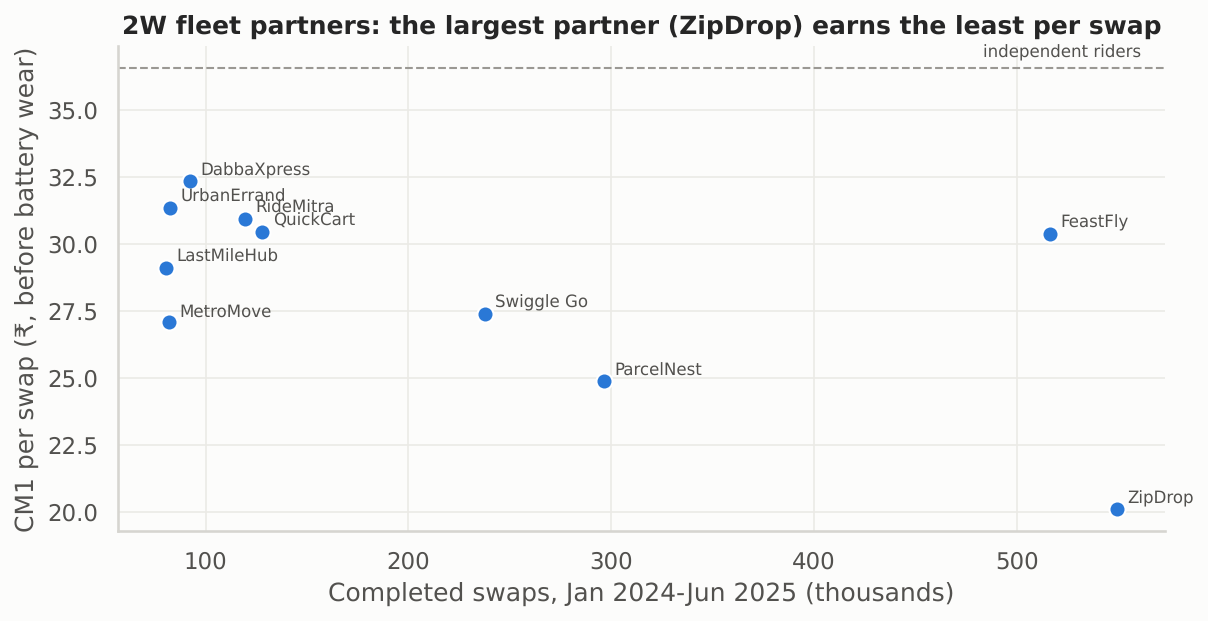 2W fleet partners: the largest partner (ZipDrop) earns the least per swap
independent riders
CM1 per swap (₹, before battery wear)
35.0
32.5
30.0
27.5
25.0
22.5
20.0
DabbaXpress
UrbanErrand
RideMitra
QuickCart
FeastFly
LastMileHub
MetroMove
Swiggle Go
ParcelNest
ZipDrop
100
200
300
400
500
Completed swaps, Jan 2024-Jun 2025 (thousands)